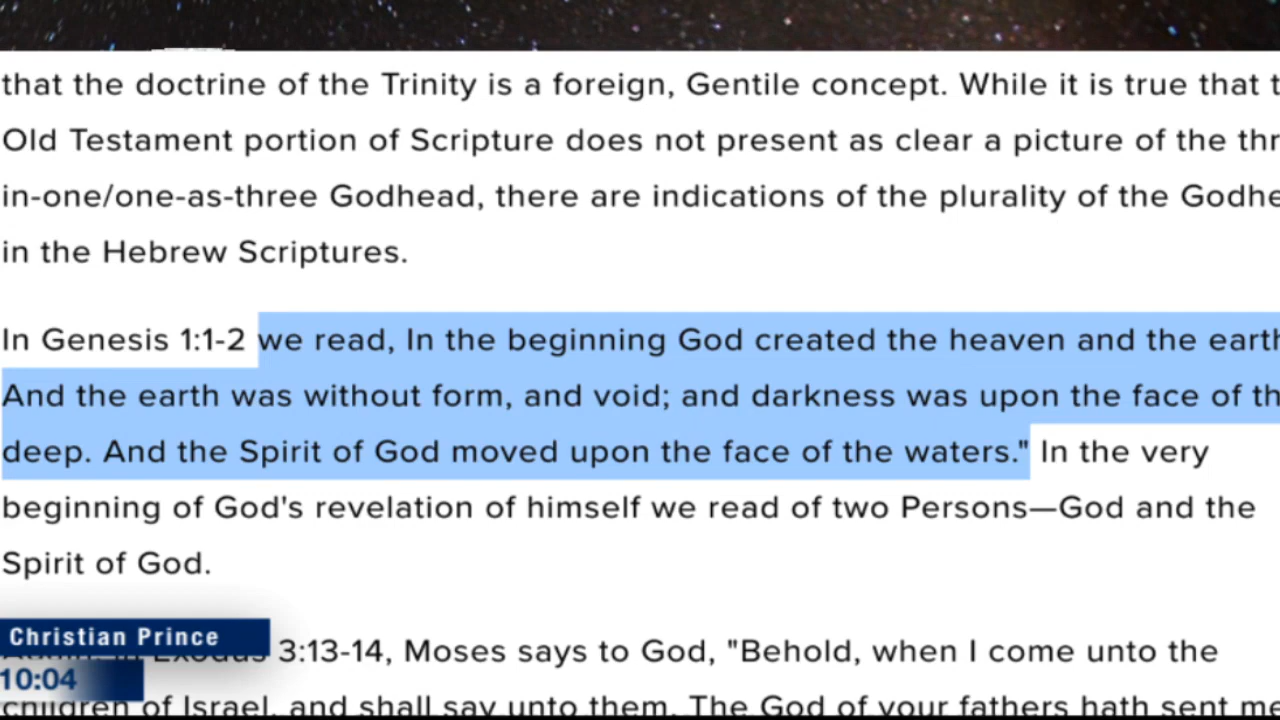 that the doctrine of the Trinity is a foreign, Gentile concept. While it is true that t
Old Testament portion of Scripture does not present as clear a picture of the thr
in-one/one-as-three Godhead, there are indications of the plurality of the Godhe
in the Hebrew Scriptures.
In Genesis 1:1-2 we read, In the beginning God created the heaven and the earth
And the earth was without form, and void; and darkness was upon the face of th
deep. And the Spirit of God moved upon the face of the waters." In the very
beginning of God's revelation of himself we read of two Persons—God and the
Spirit of God.
Christian Prince
Exodus 3:13-14, Moses says to God, "Behold, when I come unto the
10:04
children of Israel, and shall say unto them, The God of your fathers hath sent me